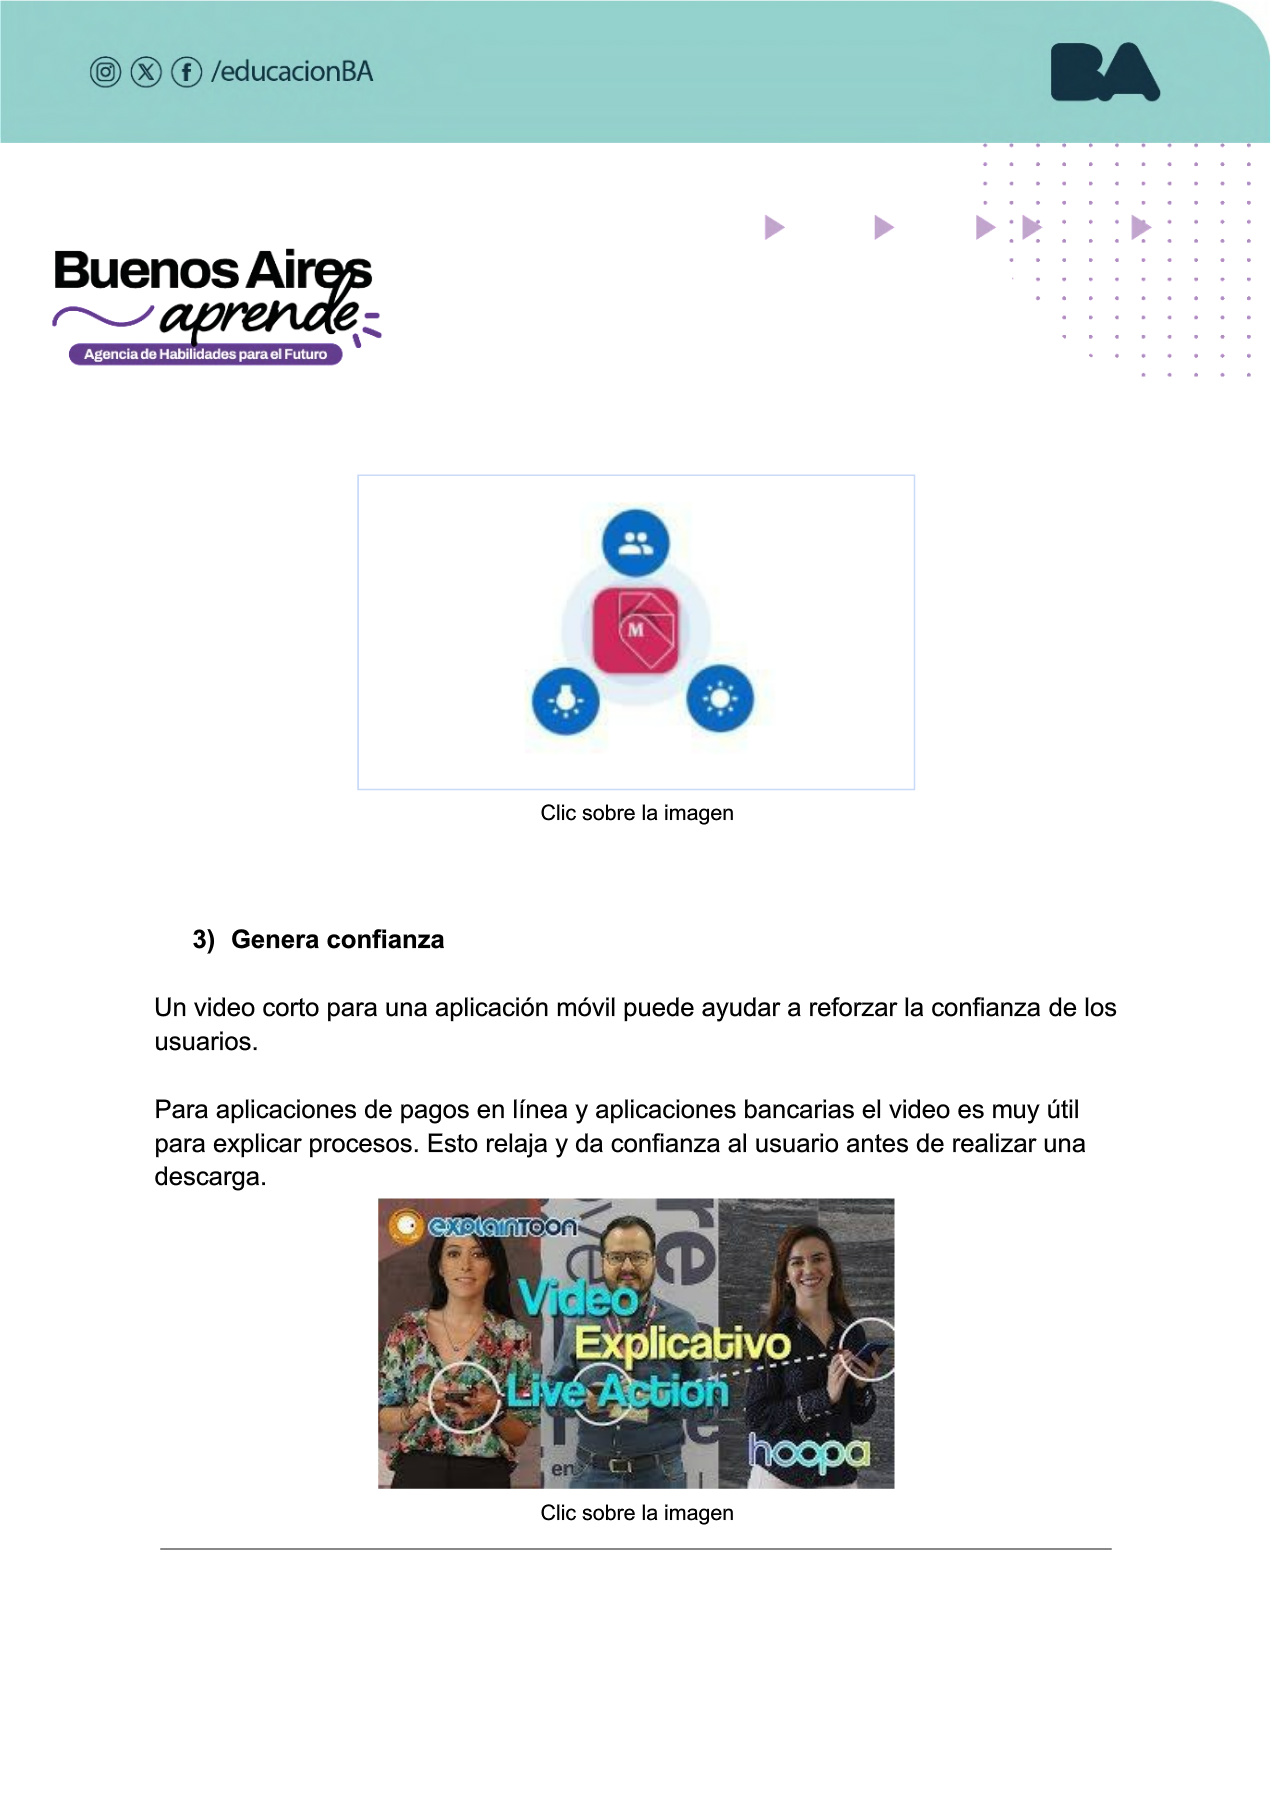 /educacionBA
BA
Buenos Aires
aprende
Agencia de Habilidades para el Futuro
M
Clic sobre la imagen
3) Genera confianza
Un video corto para una aplicación móvil puede ayudar a reforzar la confianza de los
usuarios.
Para aplicaciones de pagos en línea y aplicaciones bancarias el video es muy útil
para explicar procesos. Esto relaja y da confianza al usuario antes de realizar una
descarga.
explainTOON
Video
Explicativo
Live Action
en
hoopa
Clic sobre la imagen